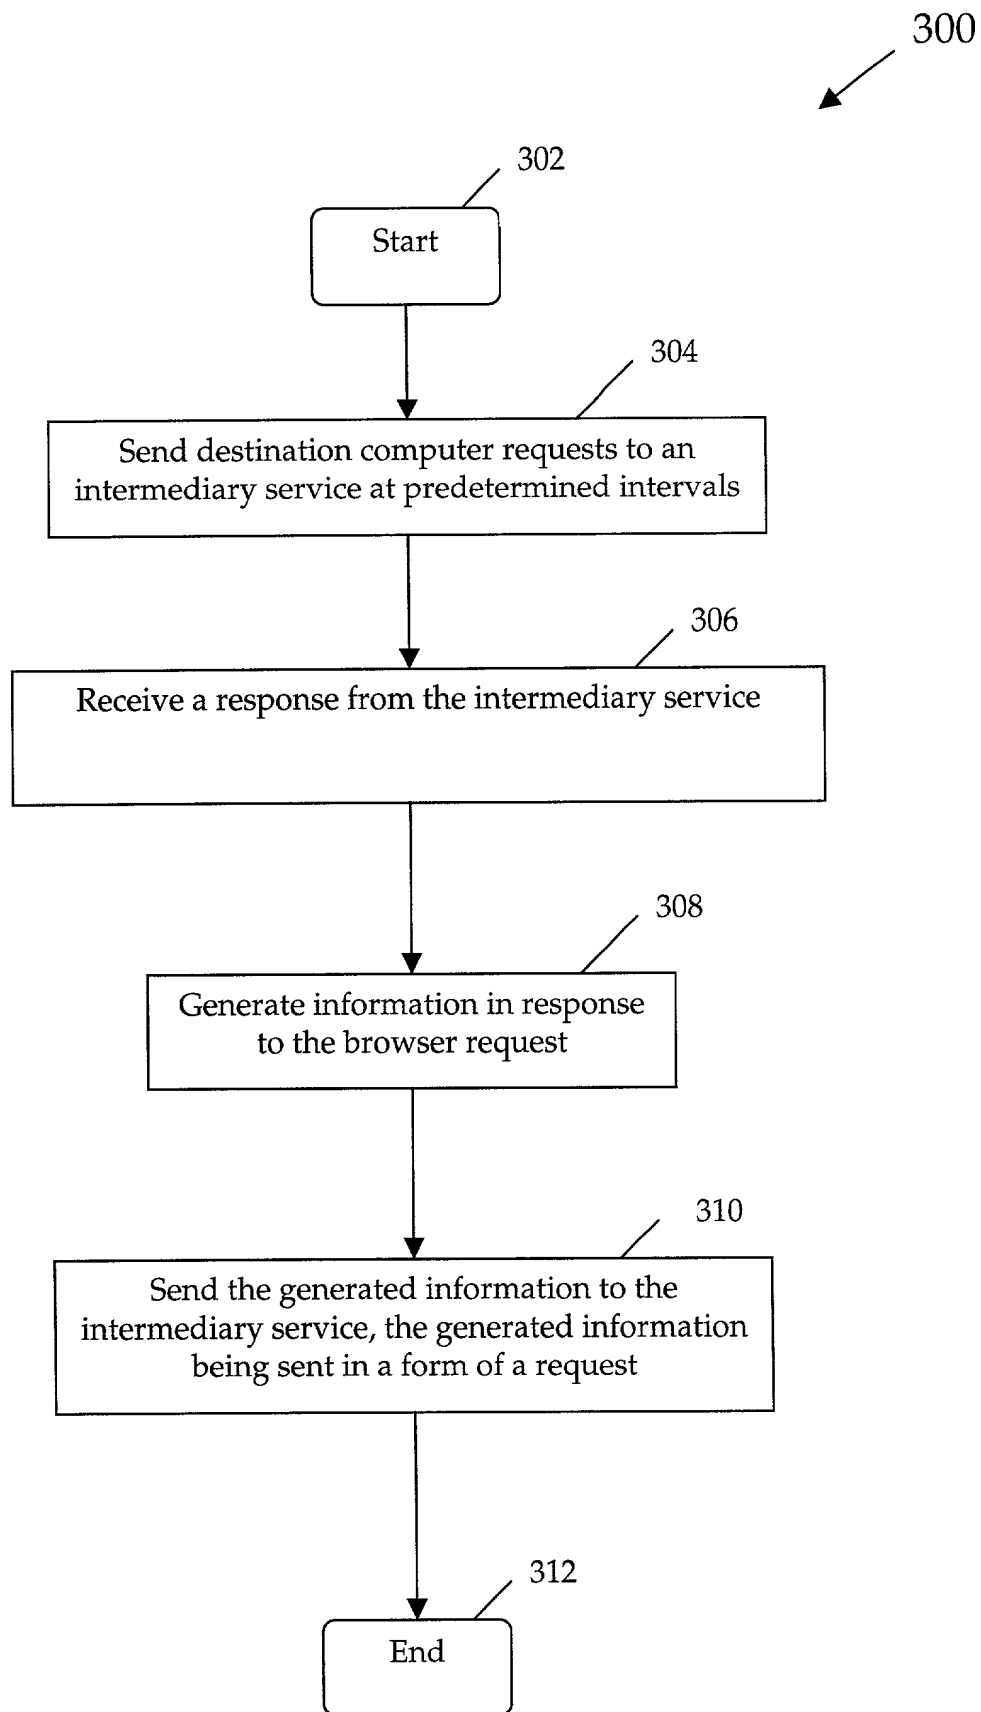 300
302
Start
304
Send destination computer requests to an
intermediary service at predetermined intervals
306
Receive a response from the intermediary service
308
Generate information in response
to the browser request
310
Send the generated information to the
intermediary service, the generated information
being sent in a form of a request
312
End